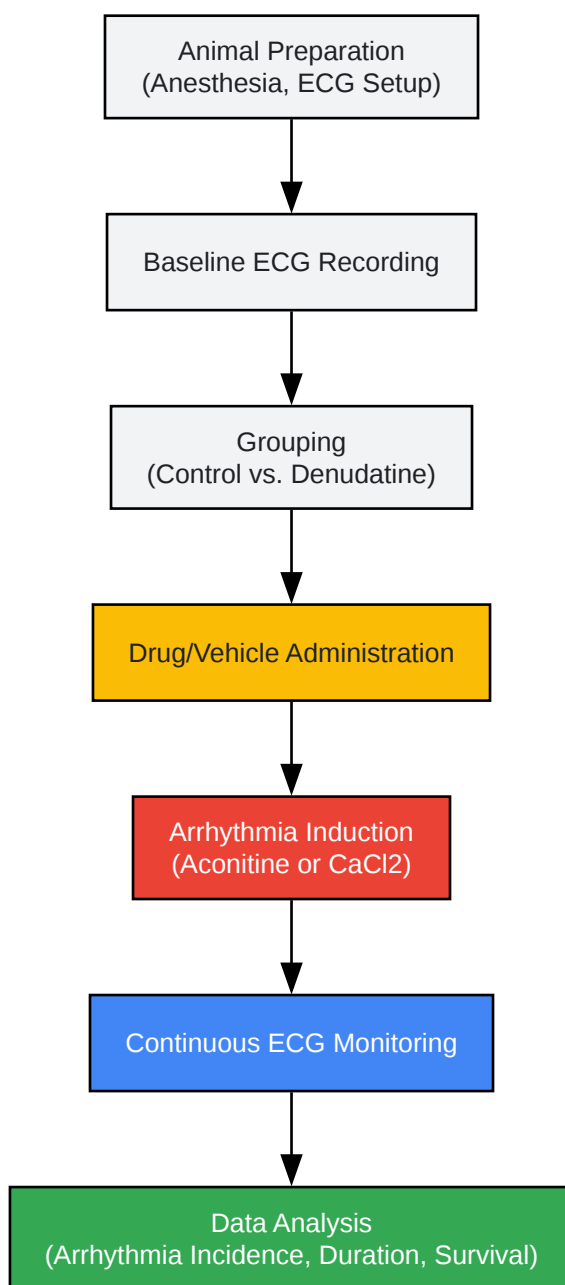 Animal Preparation
(Anesthesia, ECG Setup)
Baseline ECG Recording
Grouping
(Control vs. Denudatine)
Drug/Vehicle Administration
Arrhythmia Induction
(Aconitine or CaCl2)
Continuous ECG Monitoring
Data Analysis
(Arrhythmia Incidence, Duration, Survival)